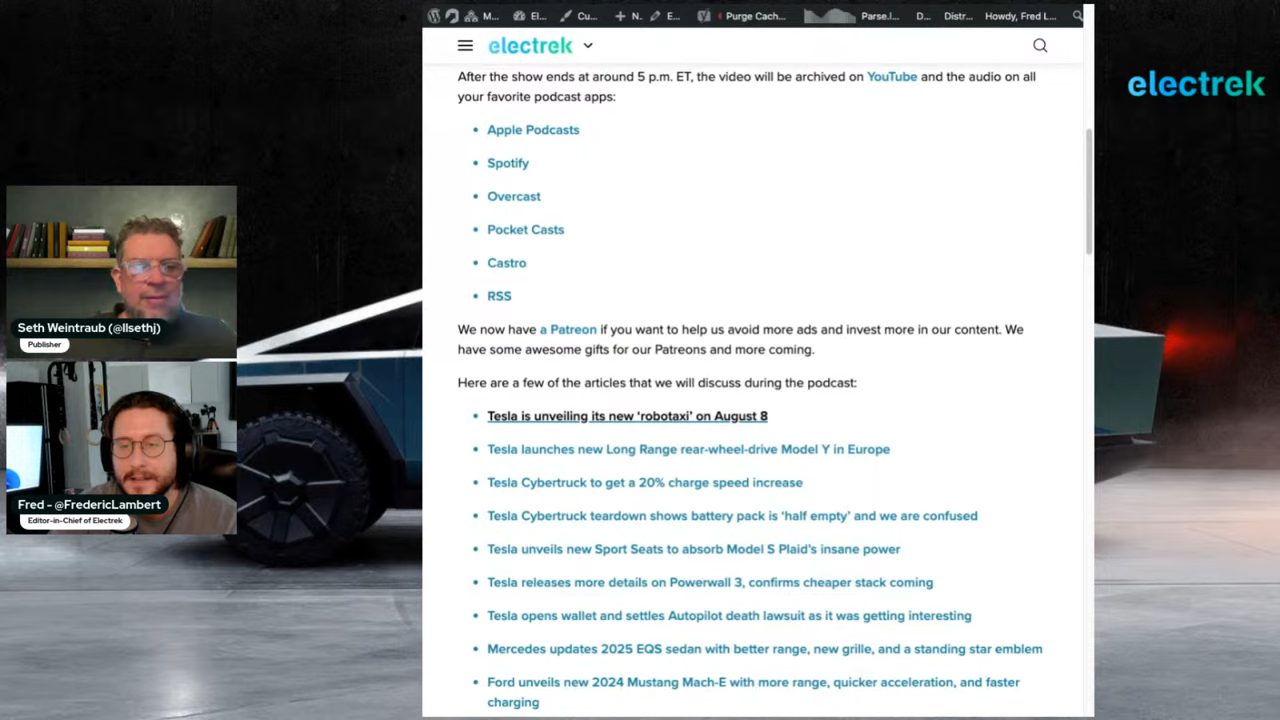 M...
El...
Cu...
N.
E...
Purge Cach...
Parse.l...
D...
Distr...
Howdy, Fred L...
electrek
electrek
After the show ends at around 5 p.m. ET, the video will be archived on YouTube and the audio on all
your favorite podcast apps:
• Apple Podcasts
• Spotify
• Overcast
• Pocket Casts
• Castro
• RSS
We now have a Patreon if you want to help us avoid more ads and invest more in our content. We
have some awesome gifts for our Patreons and more coming.
Here are a few of the articles that we will discuss during the podcast:
• Tesla is unveiling its new ‘robotaxi’ on August 8
• Tesla launches new Long Range rear-wheel-drive Model Y in Europe
• Tesla Cybertruck to get a 20% charge speed increase
• Tesla Cybertruck teardown shows battery pack is ‘half empty’ and we are confused
• Tesla unveils new Sport Seats to absorb Model S Plaid’s insane power
• Tesla releases more details on Powerwall 3, confirms cheaper stack coming
• Tesla opens wallet and settles Autopilot death lawsuit as it was getting interesting
• Mercedes updates 2025 EQS sedan with better range, new grille, and a standing star emblem
• Ford unveils new 2024 Mustang Mach-E with more range, quicker acceleration, and faster
charging
Seth Weintraub (@llsethj)
Publisher
Fred - @FredericLambert
Editor-in-Chief of Electrek